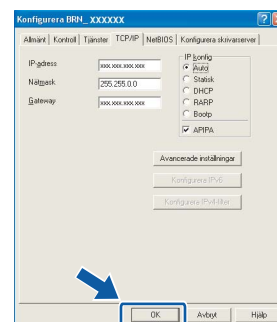 Konfigurera BRN_XXXXXX
Allmänt Kontroll Tjänster TCP/IP NetBIOS Konfigurera skrivarserver
IP-adress xxx.xxx.xxx.xxx
Nätmask 255.255.0.0
Gateway xxx.xxx.xxx.xxx
IP konfig
Auto
Statisk
DHCP
RARP
Bootp
APIPA
Avancerade inställningar
Konfigurera IPv6
Konfigurera IPv4-filter
OK Avbryt Hjälp